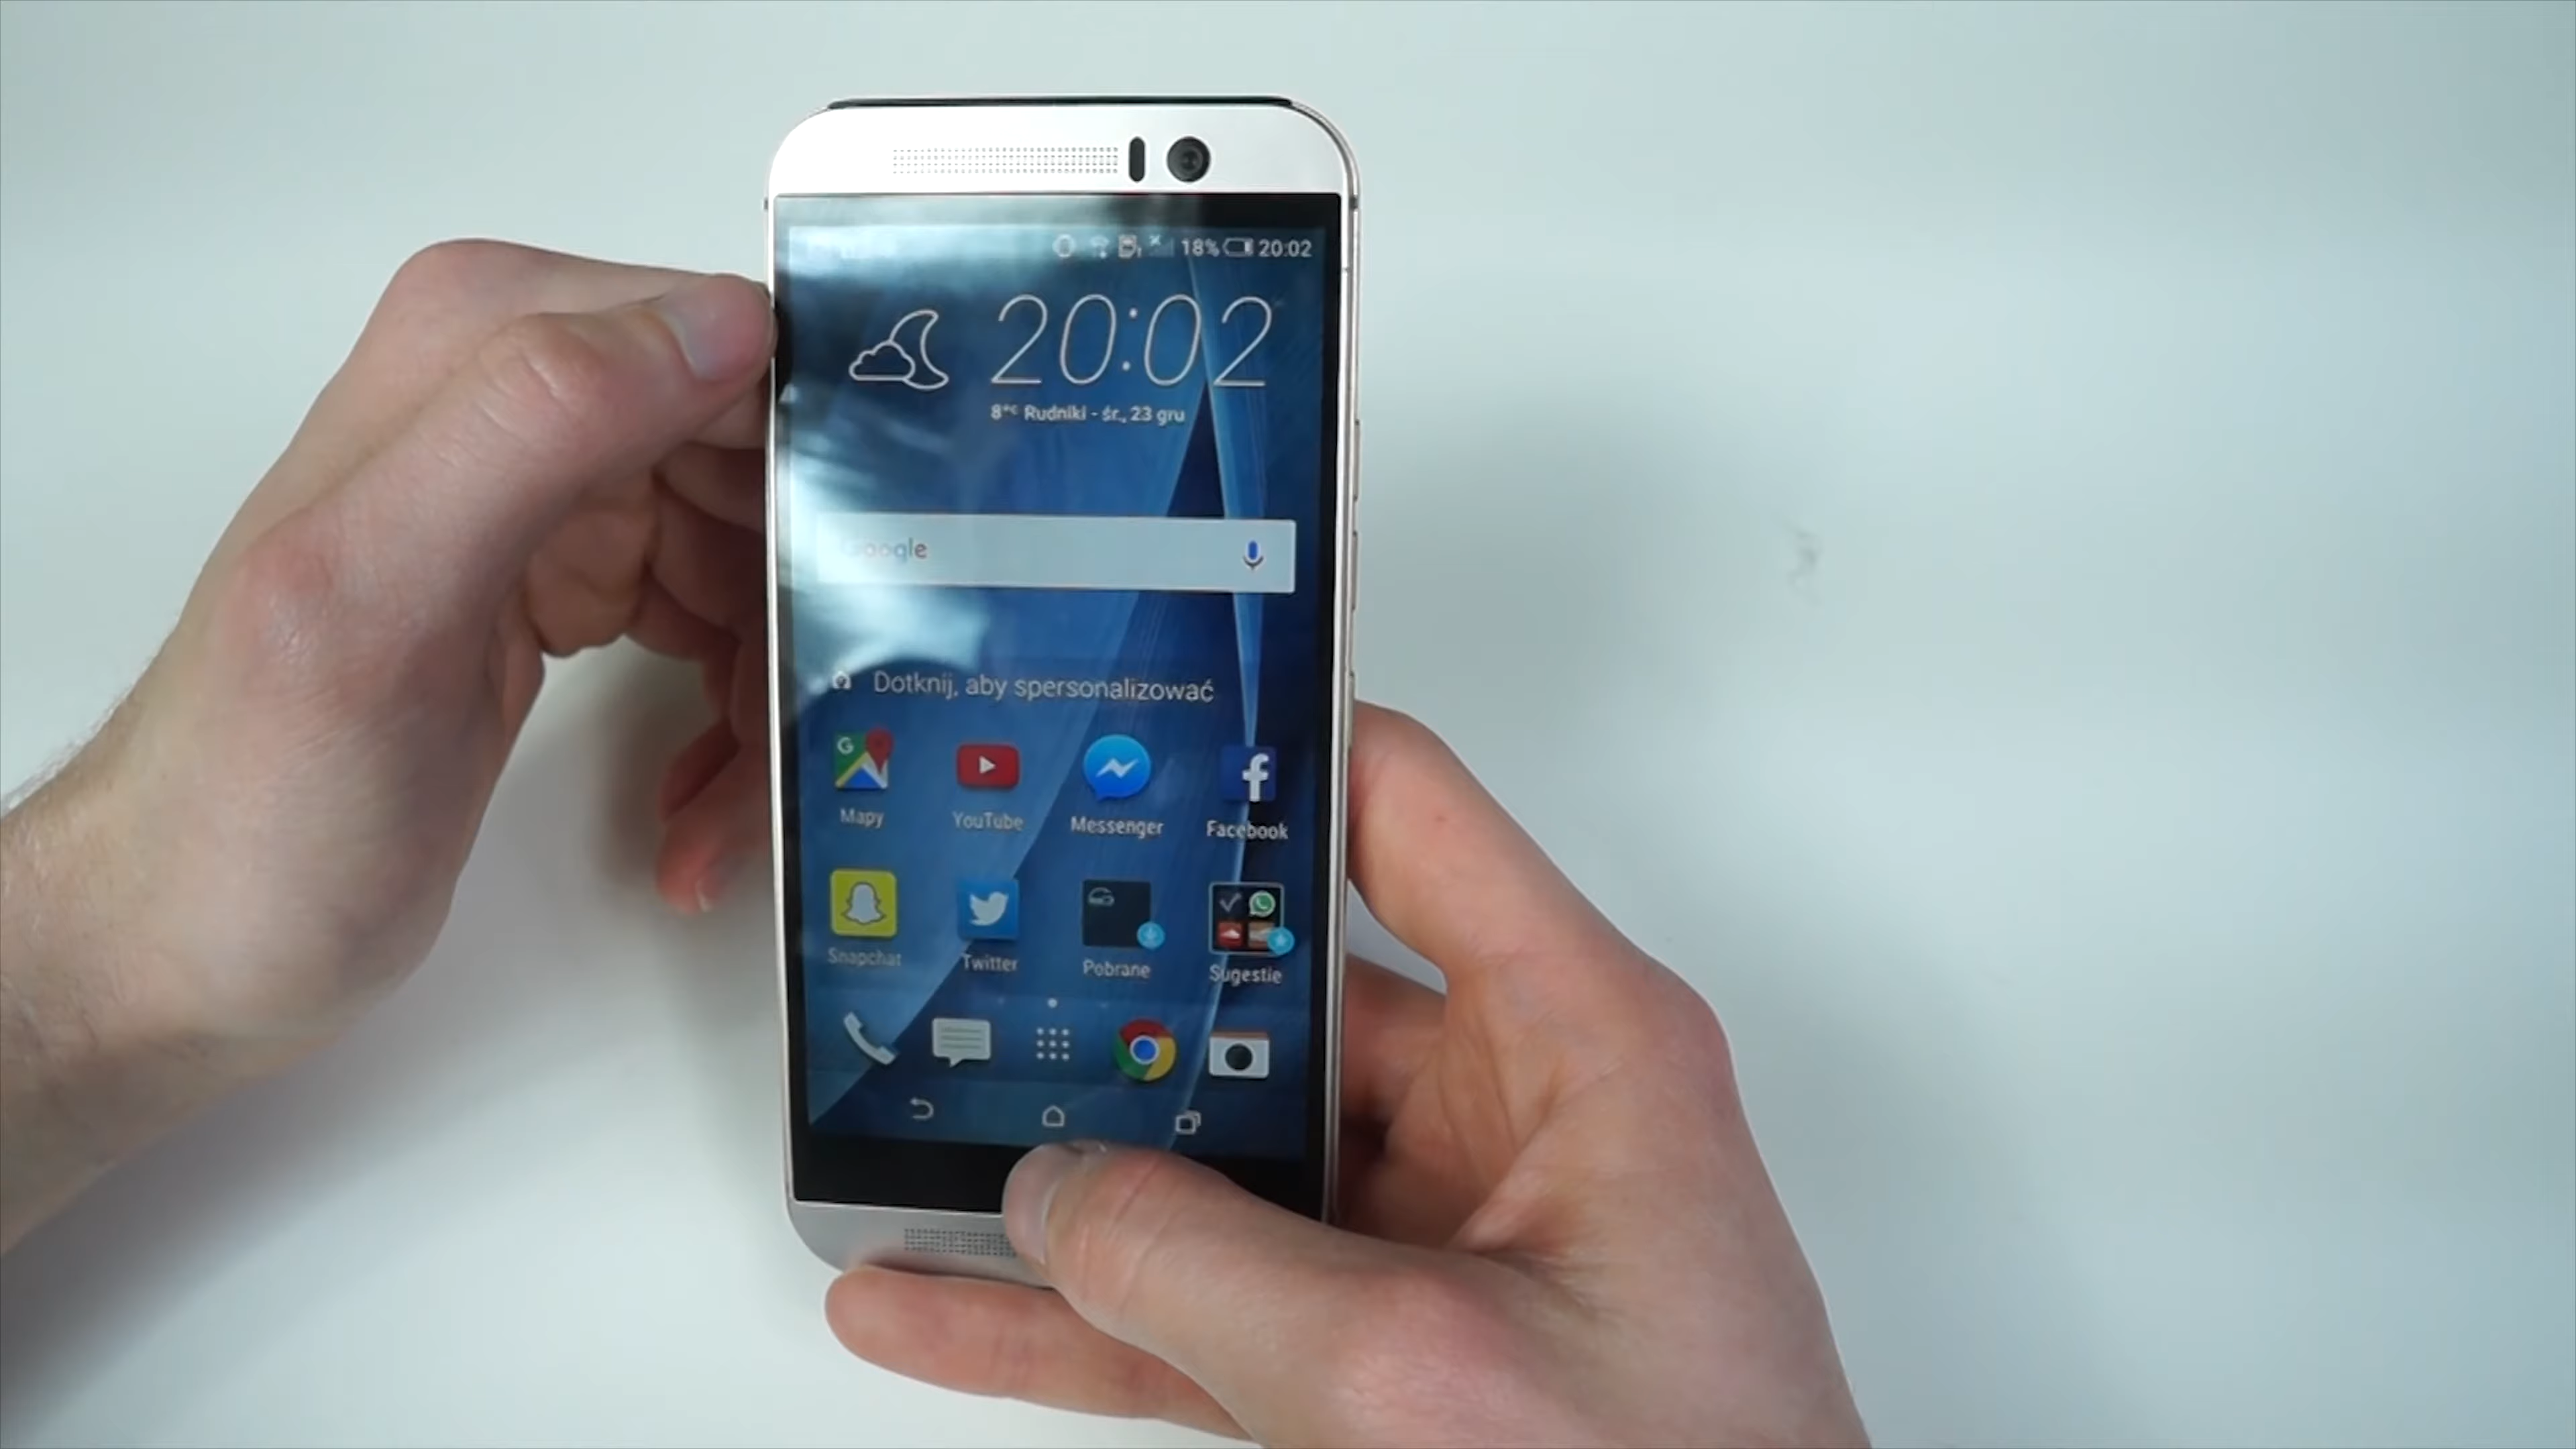 18% 20:02
20:02
8°C Rudniki - śr., 23 gru
Google
Dotknij, aby spersonalizować
Mapy YouTube Messenger Facebook
Snapchat Twitter Pobrane Sugestie